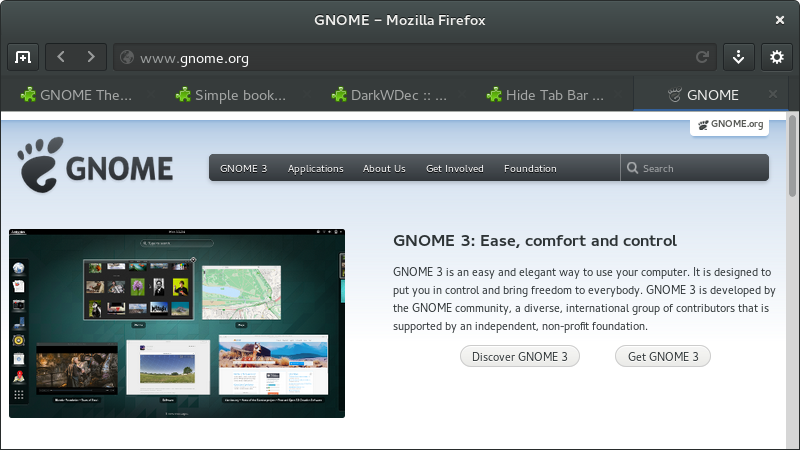 GNOME – Mozilla Firefox
www.gnome.org
GNOME The...
Simple book...
DarkWDec :: ...
Hide Tab Bar ...
GNOME
GNOME.org
GNOME
GNOME 3
Applications
About Us
Get Involved
Foundation
Search
GNOME 3: Ease, comfort and control
GNOME 3 is an easy and elegant way to use your computer. It is designed to
put you in control and bring freedom to everybody. GNOME 3 is developed by
the GNOME community, a diverse, international group of contributors that is
supported by an independent, non-profit foundation.
Discover GNOME 3
Get GNOME 3